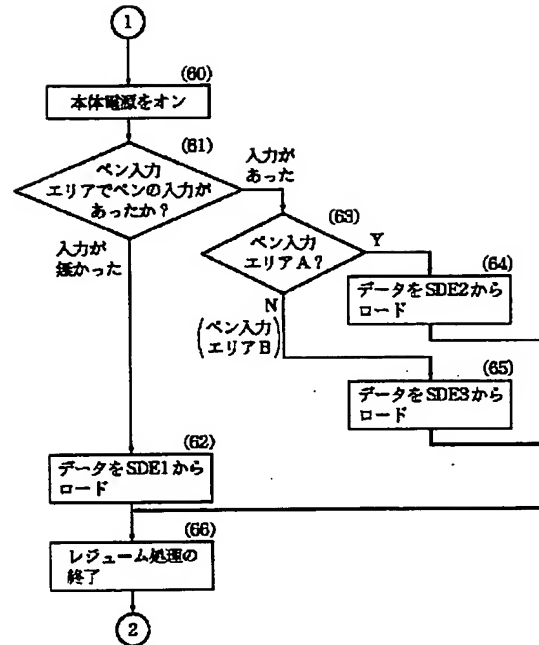 1
(60)
本体電源をオン
(61)
ペン入力
エリアでペンの入力が
あったか？
入力が
あった
入力が
無かった
(63)
ペン入力
エリアA？
Y
N
(ペン入力
エリアB)
(64)
データをSDE2から
ロード
(65)
データをSDE3から
ロード
(62)
データをSDE1から
ロード
(66)
レジューム処理の
終了
2